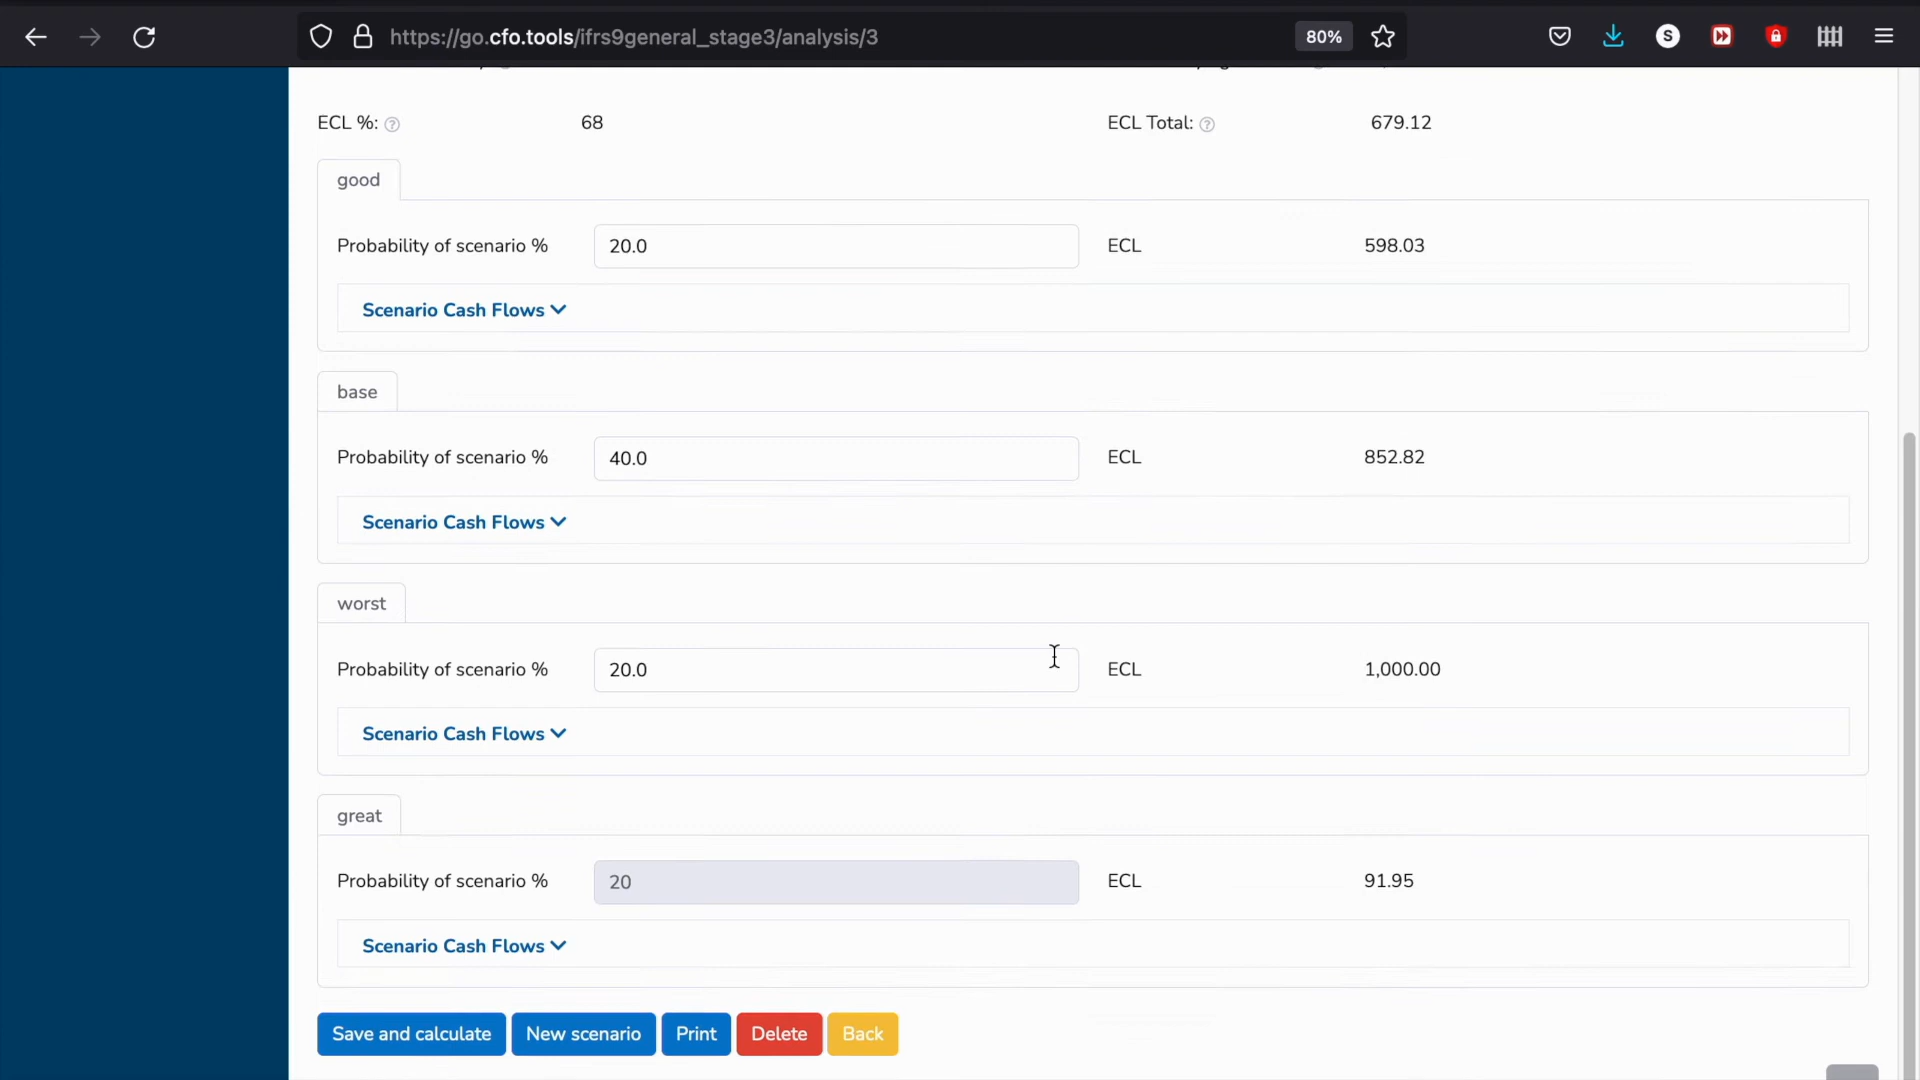 https://go.cfo.tools/ifrs9general_stage3/analysis/3
80%
S
ECL %: ? 68 ECL Total: ? 679.12
good
Probability of scenario % 20.0 ECL 598.03
Scenario Cash Flows
base
Probability of scenario % 40.0 ECL 852.82
Scenario Cash Flows
worst
Probability of scenario % 20.0 ECL 1,000.00
Scenario Cash Flows
great
Probability of scenario % 20 ECL 91.95
Scenario Cash Flows
Save and calculate New scenario Print Delete Back